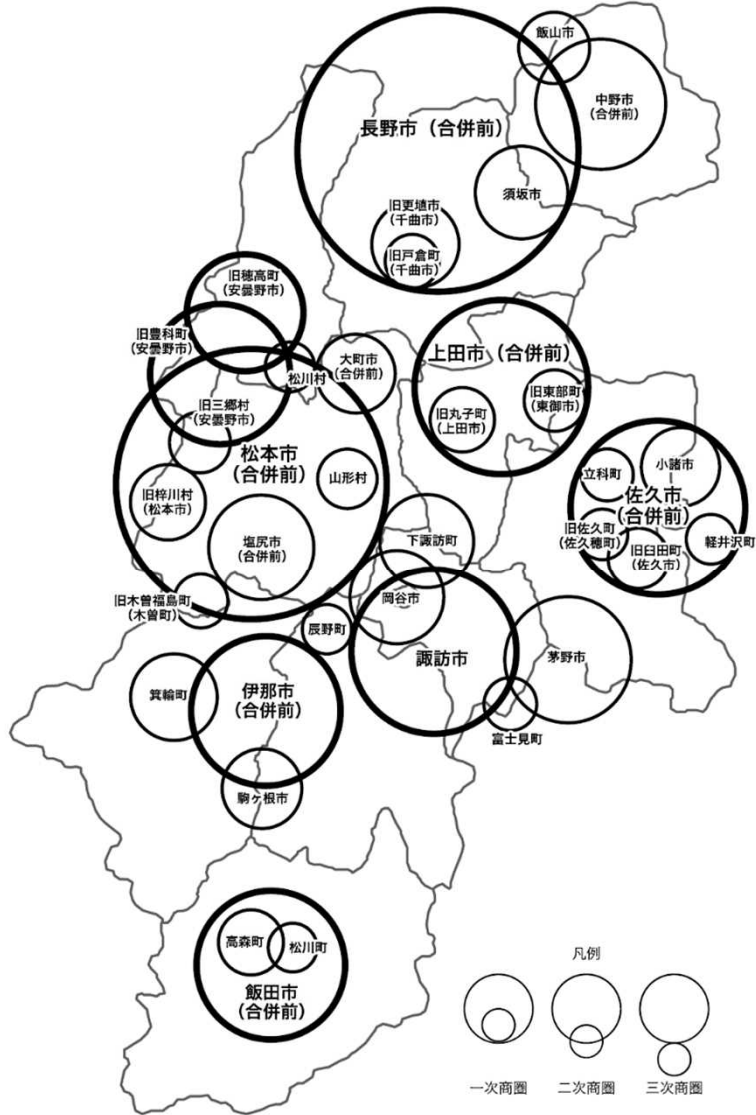 飯山市
中野市
(合併前)
長野市（合併前）
須坂市
旧更埴市
(千曲市)
旧戸倉町
(千曲市)
旧穂高町
(安曇野市)
旧豊科町
(安曇野市)
松川村
大町市
(合併前)
上田市（合併前）
旧東部町
(東御市)
旧丸子町
(上田市)
旧三郷村
(安曇野市)
松本市
(合併前)
山形村
旧梓川村
(松本市)
塩尻市
(合併前)
立科町
小諸市
佐久市
(合併前)
旧佐久町
(佐久穂町)
旧臼田町
(佐久市)
軽井沢町
下諏訪町
岡谷市
旧木曽福島町
(木曽町)
辰野町
諏訪市
茅野市
富士見町
箕輪町
伊那市
(合併前)
駒ヶ根市
高森町
松川町
飯田市
(合併前)
凡例
一次商圏
二次商圏
三次商圏